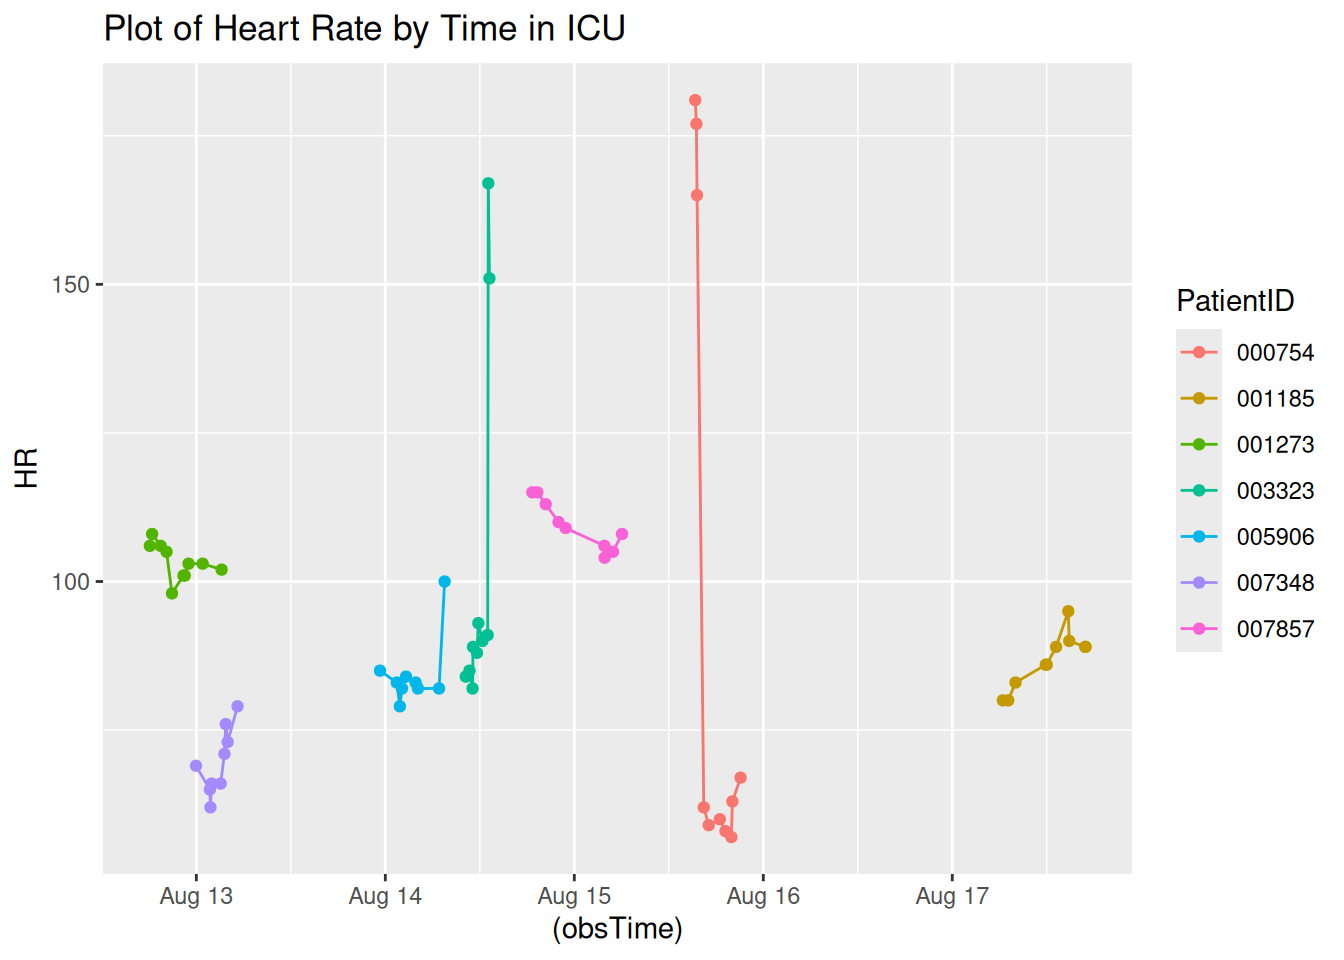 Plot of Heart Rate by Time in ICU
HR
150
100
Aug 13 Aug 14 Aug 15 Aug 16 Aug 17
(obsTime)
PatientID
000754
001185
001273
003323
005906
007348
007857